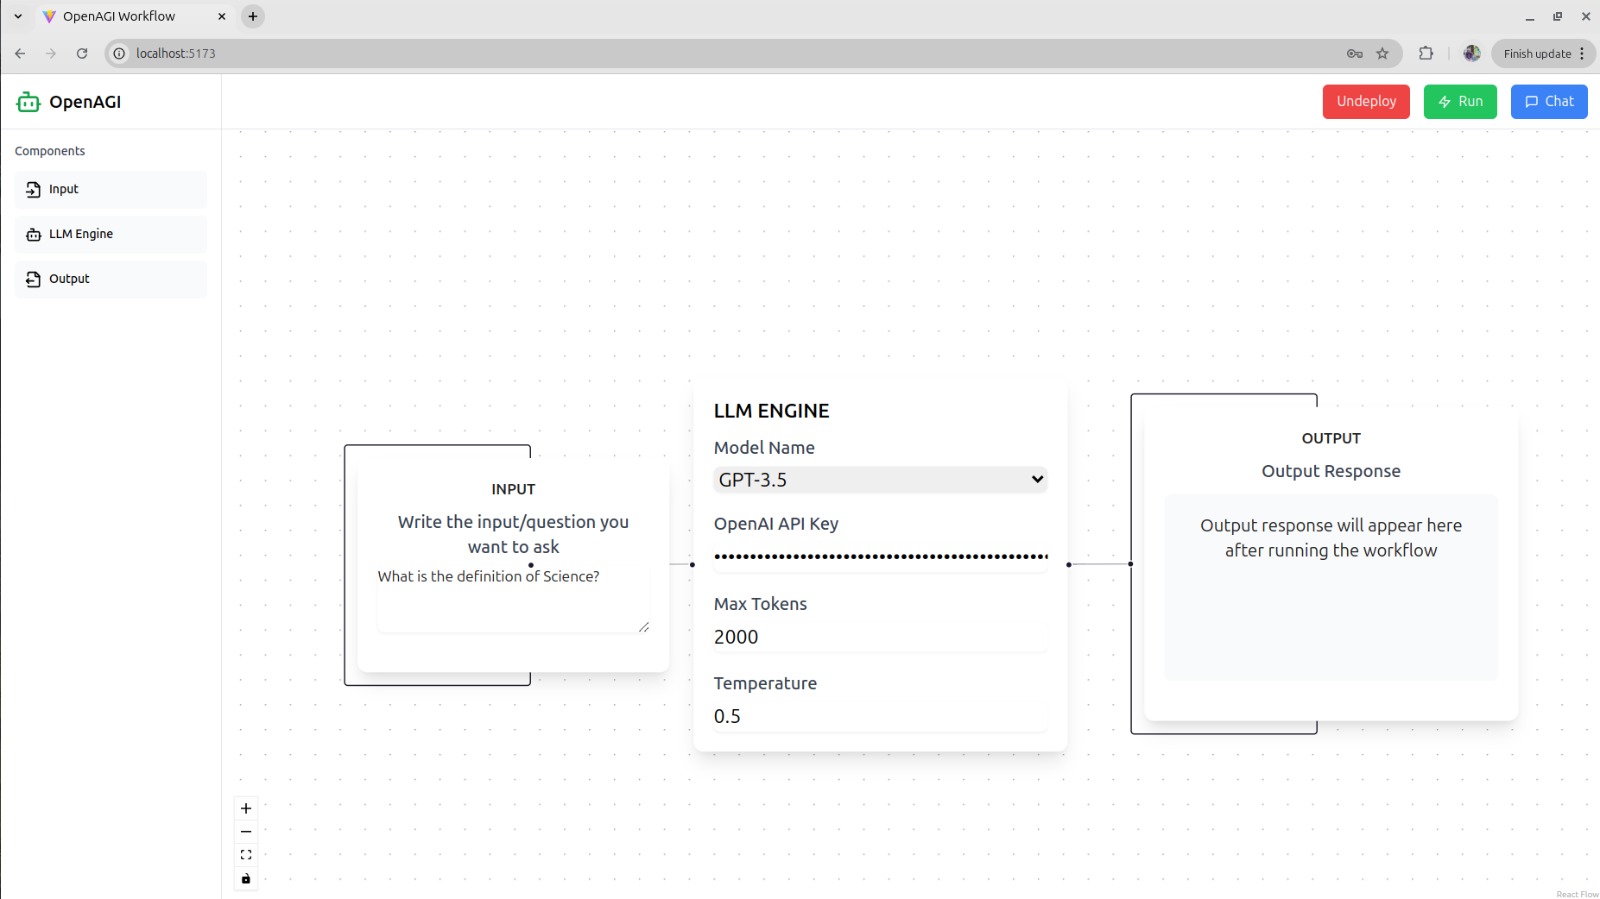 OpenAGI Workflow
localhost:5173
Finish update
OpenAGI
Undeploy
Run
Chat
Components
Input
LLM Engine
Output
INPUT
Write the input/question you
want to ask
What is the definition of Science?
LLM ENGINE
Model Name
GPT-3.5
OpenAI API Key
Max Tokens
2000
Temperature
0.5
OUTPUT
Output Response
Output response will appear here
after running the workflow
React Flow